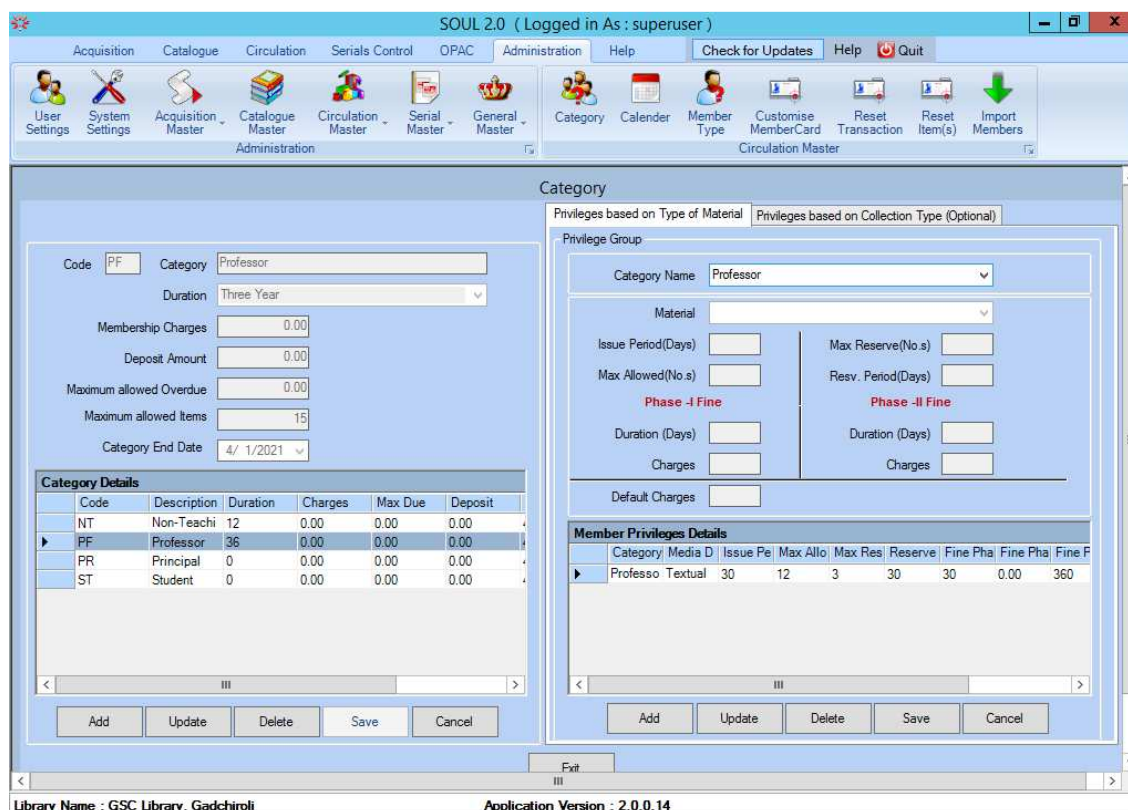 SOUL 2.0 ( Logged in As : superuser )
Acquisition Catalogue Circulation Serials Control OPAC Administration Help Check for Updates Help Quit
User Settings System Settings Acquisition Master Catalogue Master Circulation Master Serial Master General Master Category Calender Member Type Customise MemberCard Reset Transaction Reset Item(s) Import Members
Administration Circulation Master
Category
Privileges based on Type of Material Privileges based on Collection Type (Optional)
Privilege Group
Code PF Category Professor
Duration Three Year
Membership Charges 0.00
Deposit Amount 0.00
Maximum allowed Overdue 0.00
Maximum allowed Items 15
Category End Date 4/ 1/2021
Category Details
Code Description Duration Charges Max Due Deposit
NT Non-Teachi 12 0.00 0.00 0.00
PF Professor 36 0.00 0.00 0.00
PR Principal 0 0.00 0.00 0.00
ST Student 0 0.00 0.00 0.00
Add Update Delete Save Cancel
Category Name Professor
Material
Issue Period(Days) Max Reserve(No.s)
Max Allowed(No.s) Resv. Period(Days)
Phase -I Fine Phase -II Fine
Duration (Days) Duration (Days)
Charges Charges
Default Charges
Member Privileges Details
Category Media D Issue Pe Max Allo Max Res Reserve Fine Pha Fine Pha Fine P
Professo Textual 30 12 3 30 30 0.00 360
Add Update Delete Save Cancel
Exit
Library Name : GSC Library, Gadchiroli Application Version : 2.0.0.14